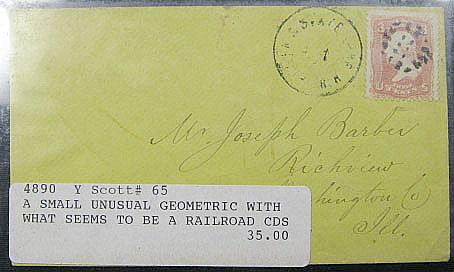 1
R.R.
Mr Joseph Barber
Richview
Ill.
4890 Y Scott# 65
A SMALL UNUSUAL GEOMETRIC WITH
WHAT SEEMS TO BE A RAILROAD CDS
35.00